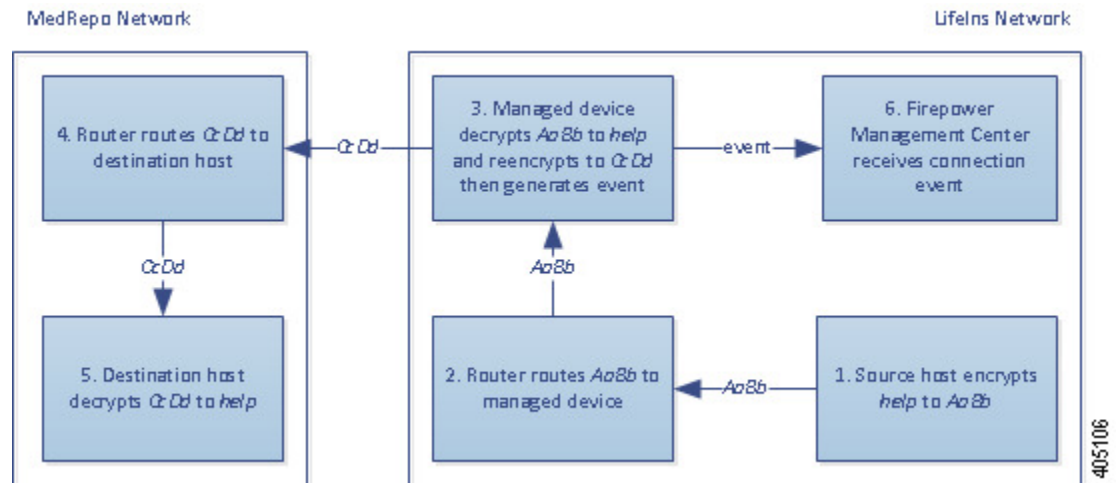 MedRepo Network
LifeIns Network
4. Router routes CcDd to
destination host
CcDd
3. Managed device
decrypts AaBb to help
and reencrypts to CcDd
then generates event
event
6. Firepower
Management Center
receives connection
event
CcDd
AaBb
5. Destination host
decrypts CcDd to help
2. Router routes AaBb to
managed device
AaBb
1. Source host encrypts
help to AaBb
405106